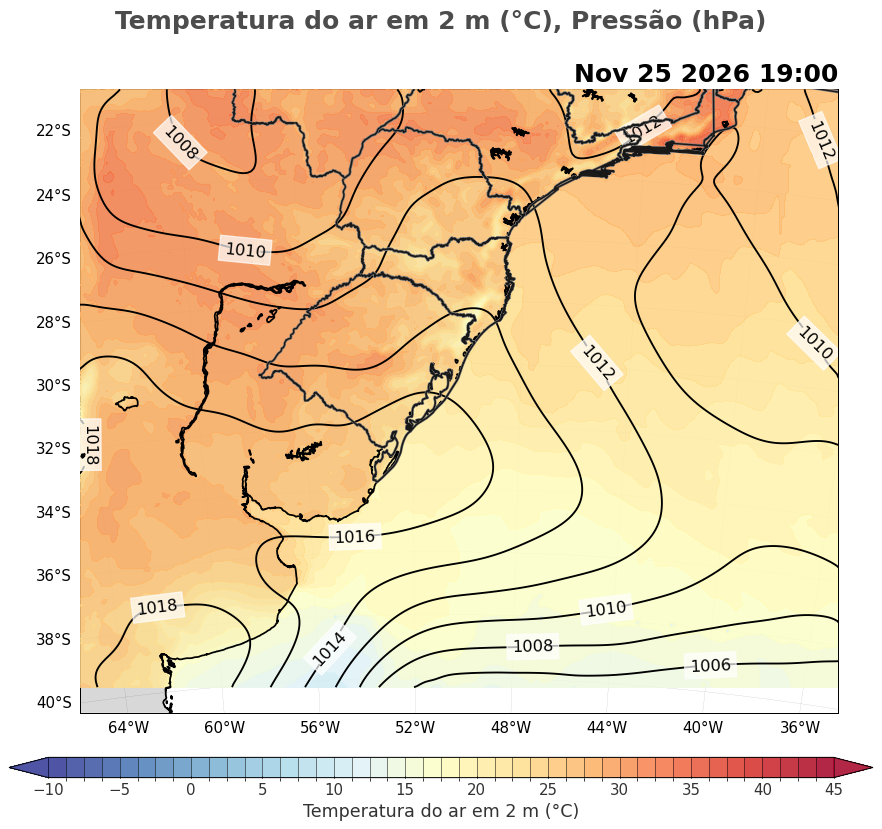 Temperatura do ar em 2 m (°C), Pressão (hPa)
Nov 25 2026 19:00
22°S
24°S
26°S
28°S
30°S
32°S
34°S
36°S
38°S
40°S
1008
1012
1012
1010
1012
1010
1018
1016
1018
1010
1014
1008
1006
64°W 60°W 56°W 52°W 48°W 44°W 40°W 36°W
−10 −5 0 5 10 15 20 25 30 35 40 45
Temperatura do ar em 2 m (°C)